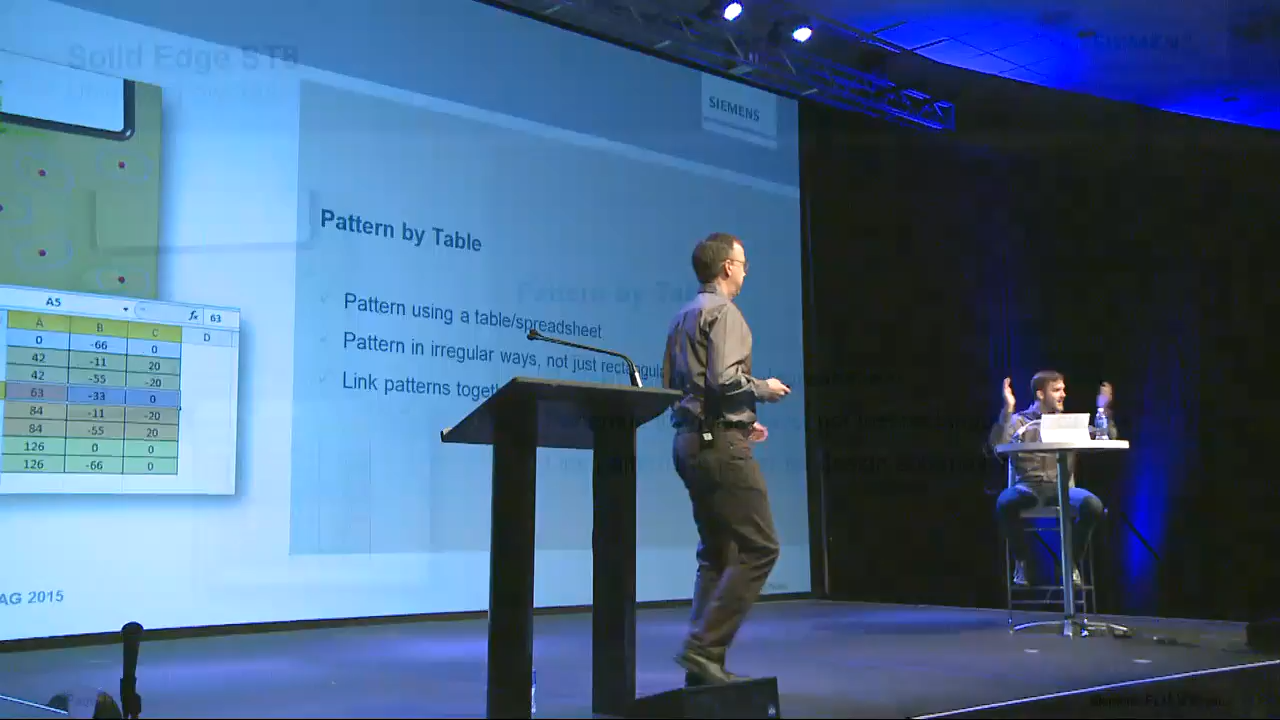 Solid Edge ST8
SIEMENS
Pattern by Table
Pattern using a table/spreadsheet
Pattern in irregular ways, not just
Link patterns
A5 fx 63
A B C D
0 -66 0
42 -11 20
42 -55 -20
63 -33 0
84 -11 -20
84 -55 20
126 0 0
126 -66 0
AG 2015